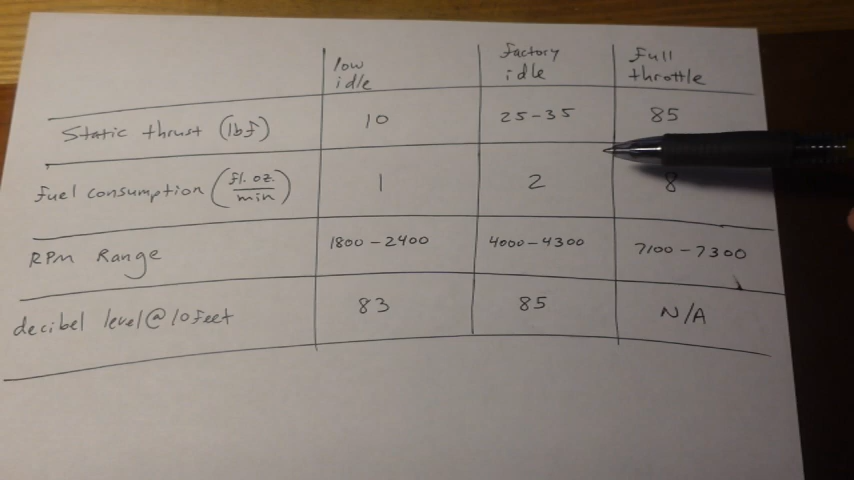 low idle
factory idle
Full throttle
Static thrust (lbf) 10 25-35 85
fuel consumption (fl. oz. / min) 1 2 8
RPM Range 1800-2400 4000-4300 7100-7300
decibel level@10feet 83 85 N/A